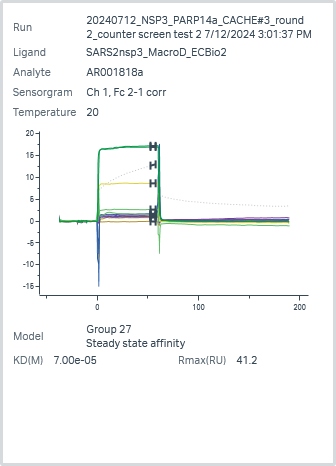 Run 20240712_NSP3_PARP14a_CACHE#3_round
2_counter screen test 2 7/12/2024 3:01:37 PM
Ligand SARS2nsp3_MacroD_ECBio2
Analyte AR001818a
Sensorgram Ch 1, Fc 2-1 corr
Temperature 20
20
15
10
5
0
-5
-10
-15
0 100 200
Model Group 27
Steady state affinity
KD(M) 7.00e-05 Rmax(RU) 41.2